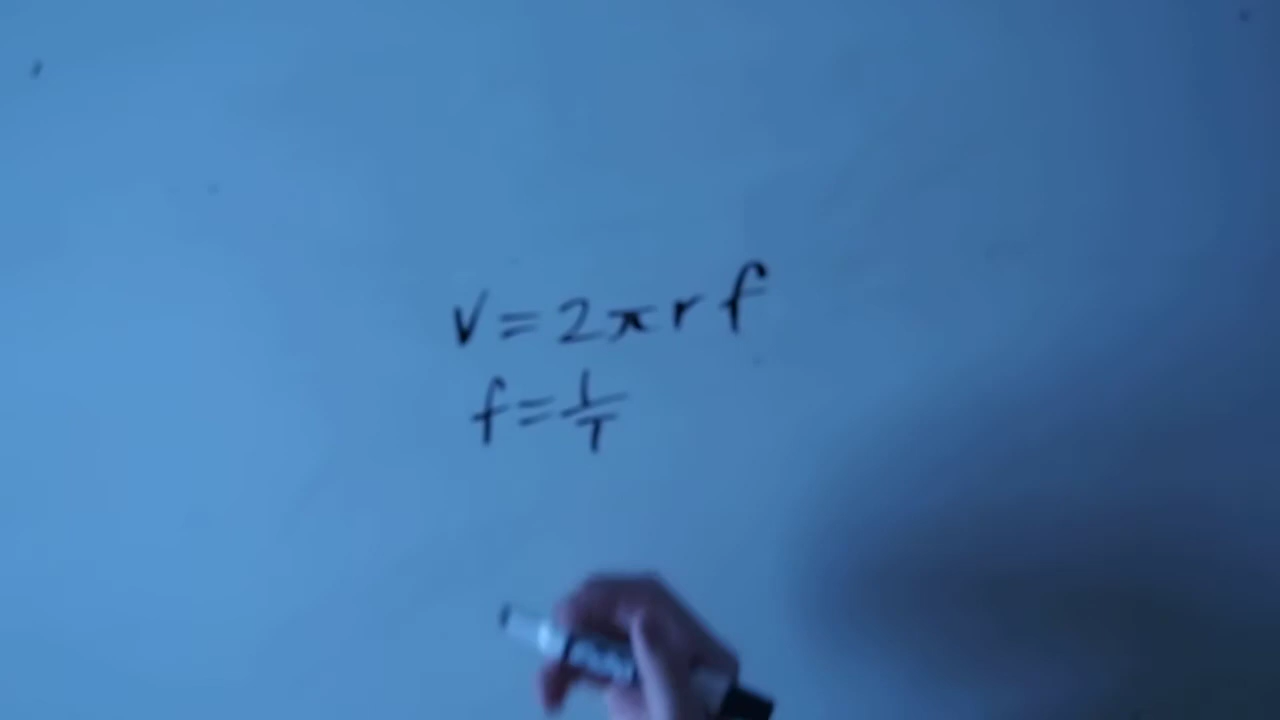 V = 2πrf
f = 1/T